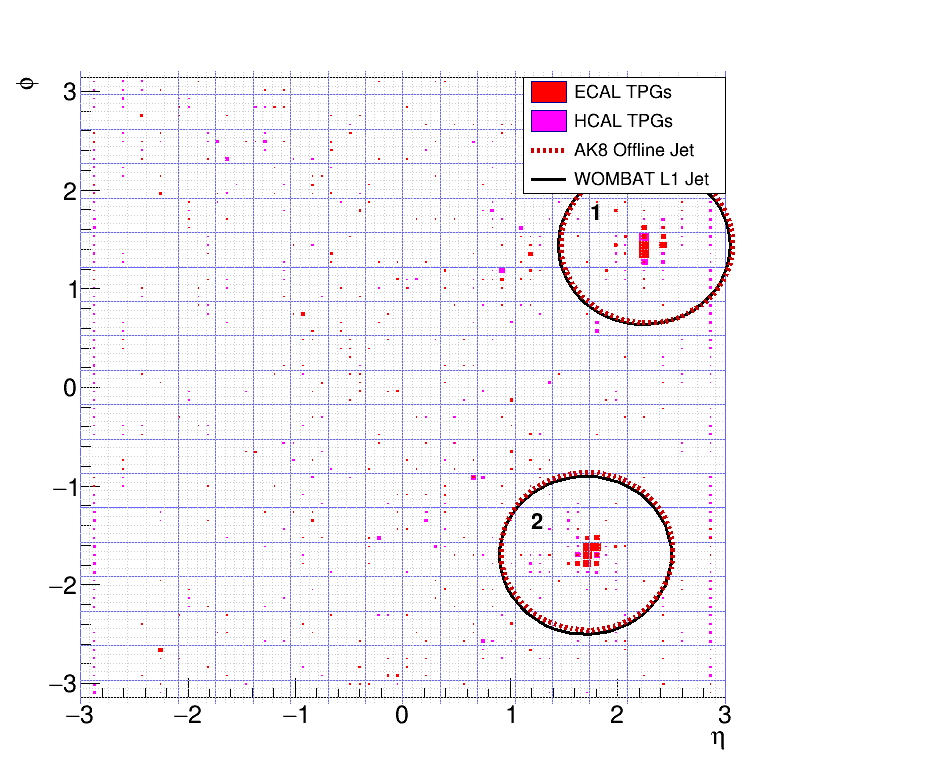 ϕ
3
2
1
0
−1
−2
−3
ECAL TPGs
HCAL TPGs
AK8 Offline Jet
WOMBAT L1 Jet
1
2
−3 −2 −1 0 1 2 3
η